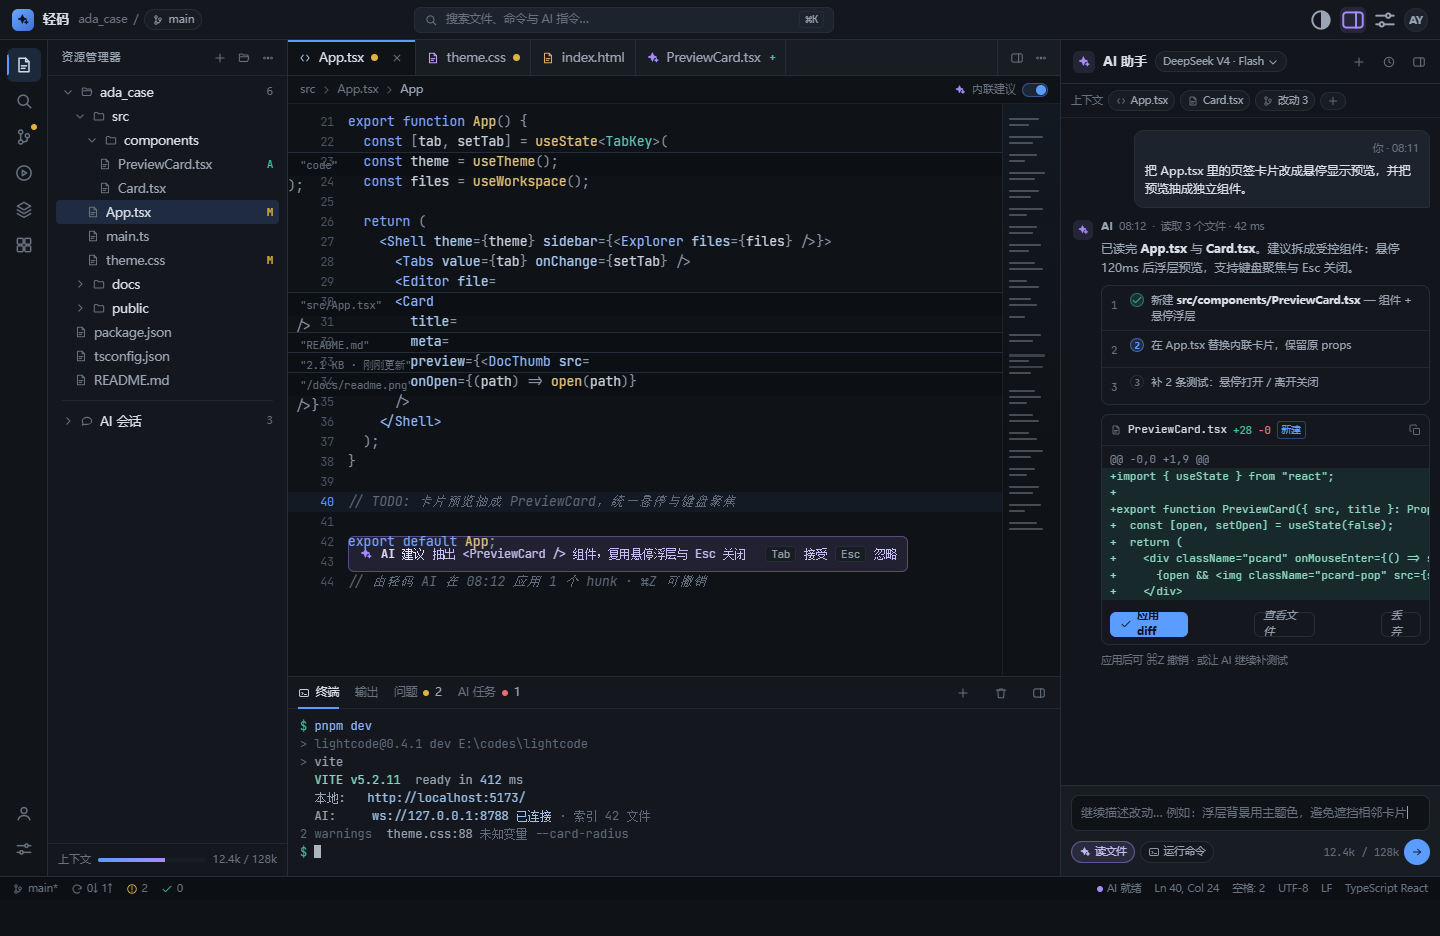 轻码 ada_case / main
搜索文件、命令与 AI 指令...
⌘K
AY
资源管理器
ada_case 6
src
components
PreviewCard.tsx A
Card.tsx
App.tsx M
main.ts
theme.css M
docs
public
package.json
tsconfig.json
README.md
AI 会话 3
上下文 12.4k / 128k
App.tsx
theme.css
index.html
PreviewCard.tsx +
src > App.tsx > App
内联建议
21 export function App() {
22 const [tab, setTab] = useState<TabKey>(
"code"
23 const theme = useTheme();
);
24 const files = useWorkspace();
25
26 return (
27 <Shell theme={theme} sidebar={<Explorer files={files} />}>
28 <Tabs value={tab} onChange={setTab} />
29 <Editor file=
"src/App.tsx"
30 <Card
/>
31 title=
"README.md"
32 meta=
"2.1 KB · 刚刚更新"
33 preview={<DocThumb src=
"/docs/readme.png"
34 onOpen={(path) => open(path)}
/>}
35 />
36 </Shell>
37 );
38 }
39
40 // TODO: 卡片预览抽成 PreviewCard，统一悬停与键盘聚焦
41
42 export default App;
AI 建议 抽出 <PreviewCard /> 组件，复用悬停浮层与 Esc 关闭 Tab 接受 Esc 忽略
43
44 // 由轻码 AI 在 08:12 应用 1 个 hunk · ⌘Z 可撤销
终端 输出 问题 2 AI 任务 1
$ pnpm dev
> lightcode@0.4.1 dev E:\codes\lightcode
> vite
VITE v5.2.11 ready in 412 ms
本地: http://localhost:5173/
AI: ws://127.0.0.1:8788 已连接 · 索引 42 文件
2 warnings theme.css:88 未知变量 --card-radius
$
AI 助手 DeepSeek V4 · Flash
上下文 App.tsx Card.tsx 改动 3 +
你 · 08:11
把 App.tsx 里的页签卡片改成悬停显示预览，并把
预览抽成独立组件。
AI 08:12 · 读取 3 个文件 · 42 ms
已读完 App.tsx 与 Card.tsx。建议拆成受控组件：悬停
120ms 后浮层预览，支持键盘聚焦与 Esc 关闭。
1 新建 src/components/PreviewCard.tsx — 组件 +
悬停浮层
2 2 在 App.tsx 替换内联卡片，保留原 props
3 3 补 2 条测试：悬停打开 / 离开关闭
PreviewCard.tsx +28 -0 新建
@@ -0,0 +1,9 @@
+import { useState } from "react";
+
+export function PreviewCard({ src, title }: Prop
+ const [open, setOpen] = useState(false);
+ return (
+ <div className="pcard" onMouseEnter={() => s
+ {open && <img className="pcard-pop" src={s
+ </div>
应用
diff
查看文
件
丢
弃
应用后可 ⌘Z 撤销 · 或让 AI 继续补测试
继续描述改动... 例如：浮层背景用主题色，避免遮挡相邻卡片
读文件 运行命令 12.4k / 128k
main* 0↓ 1↑ 2 0
AI 就绪 Ln 40, Col 24 空格: 2 UTF-8 LF TypeScript React